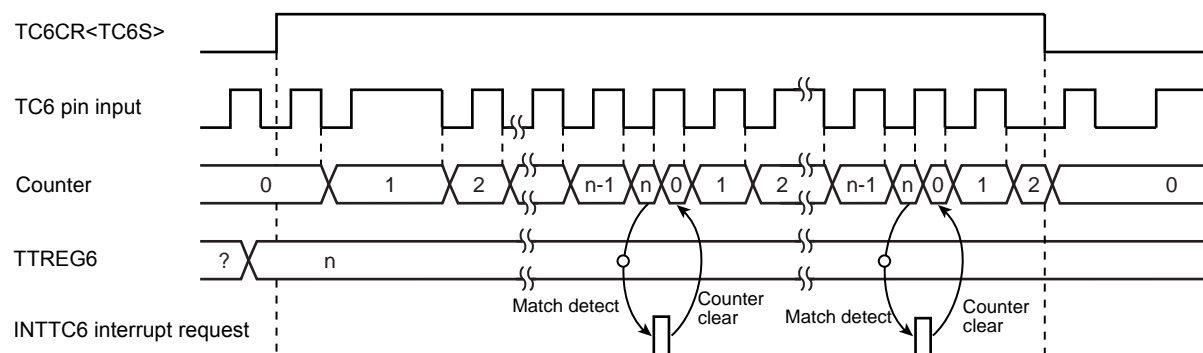 TC6CR<TC6S>
TC6 pin input
Counter
0 1 2 n-1 n 0 1 2 n-1 n 0 1 2 0
TTREG6
? n
Match detect
Counter
clear
Match detect
Counter
clear
INTTC6 interrupt request